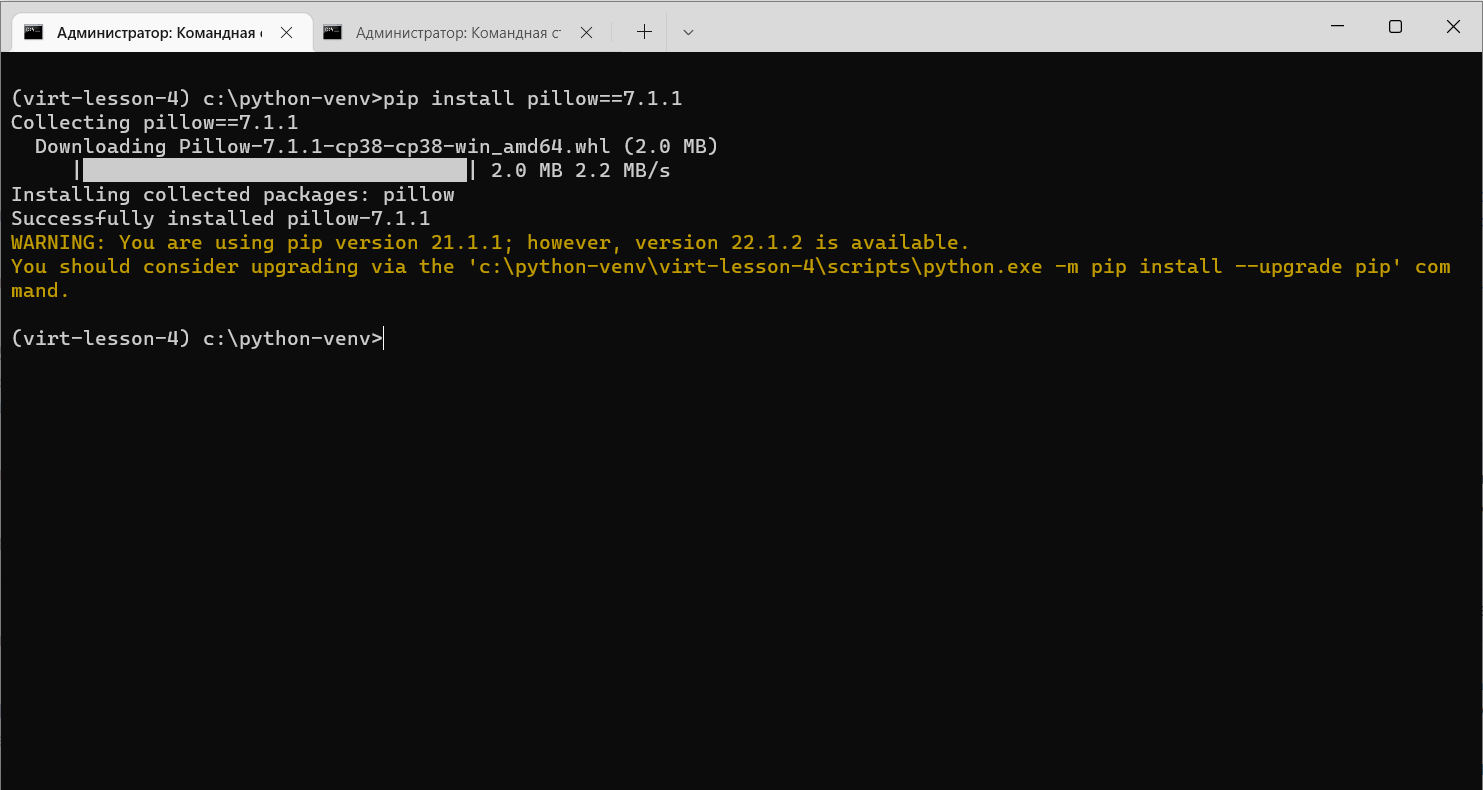 Администратор: Командная
Администратор: Командная ст
(virt-lesson-4) c:\python-venv>pip install pillow==7.1.1
Collecting pillow==7.1.1
  Downloading Pillow-7.1.1-cp38-cp38-win_amd64.whl (2.0 MB)
     |████████████████████████████████| 2.0 MB 2.2 MB/s
Installing collected packages: pillow
Successfully installed pillow-7.1.1
WARNING: You are using pip version 21.1.1; however, version 22.1.2 is available.
You should consider upgrading via the 'c:\python-venv\virt-lesson-4\scripts\python.exe -m pip install --upgrade pip' com
mand.
(virt-lesson-4) c:\python-venv>